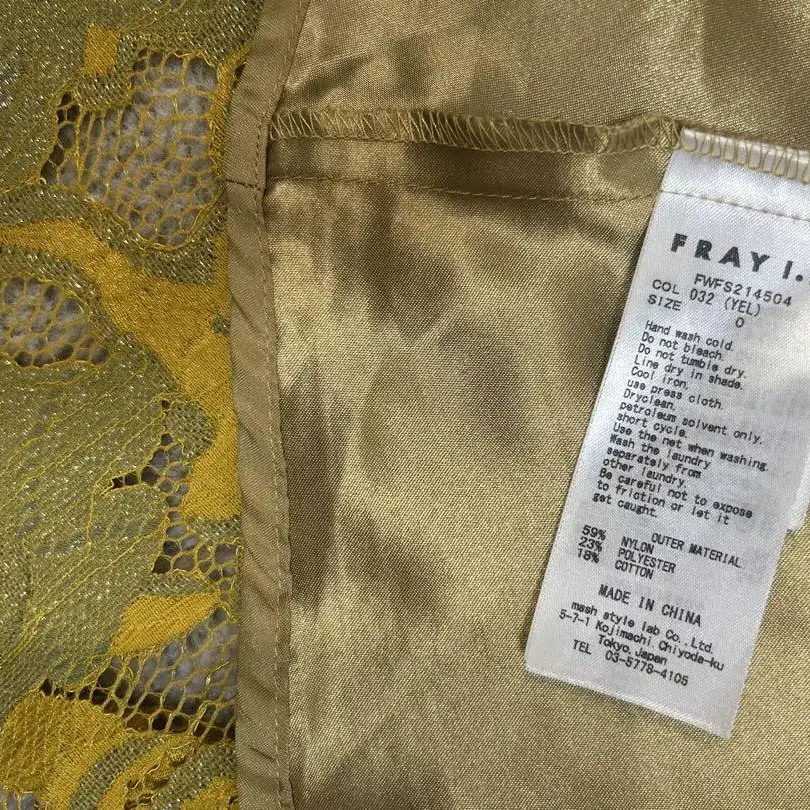 FRAY I.
FWFS214504
COL 032 (YEL)
SIZE 0
Hand wash cold.
Do not bleach.
Do not tumble dry.
Line dry in shade.
Cool iron.
use press cloth.
Dryclean.
petroleum solvent only.
short cycle.
Use the net when washing.
Wash the laundry
separately from
other laundry.
Be careful not to expose
to friction or let it
get caught.
OUTER MATERIAL
59% NYLON
23% POLYESTER
18% COTTON
MADE IN CHINA
mash style lab Co.,Ltd.
5-7-1 Kojimachi Chiyoda-ku
Tokyo,Japan
TEL 03-5778-4105